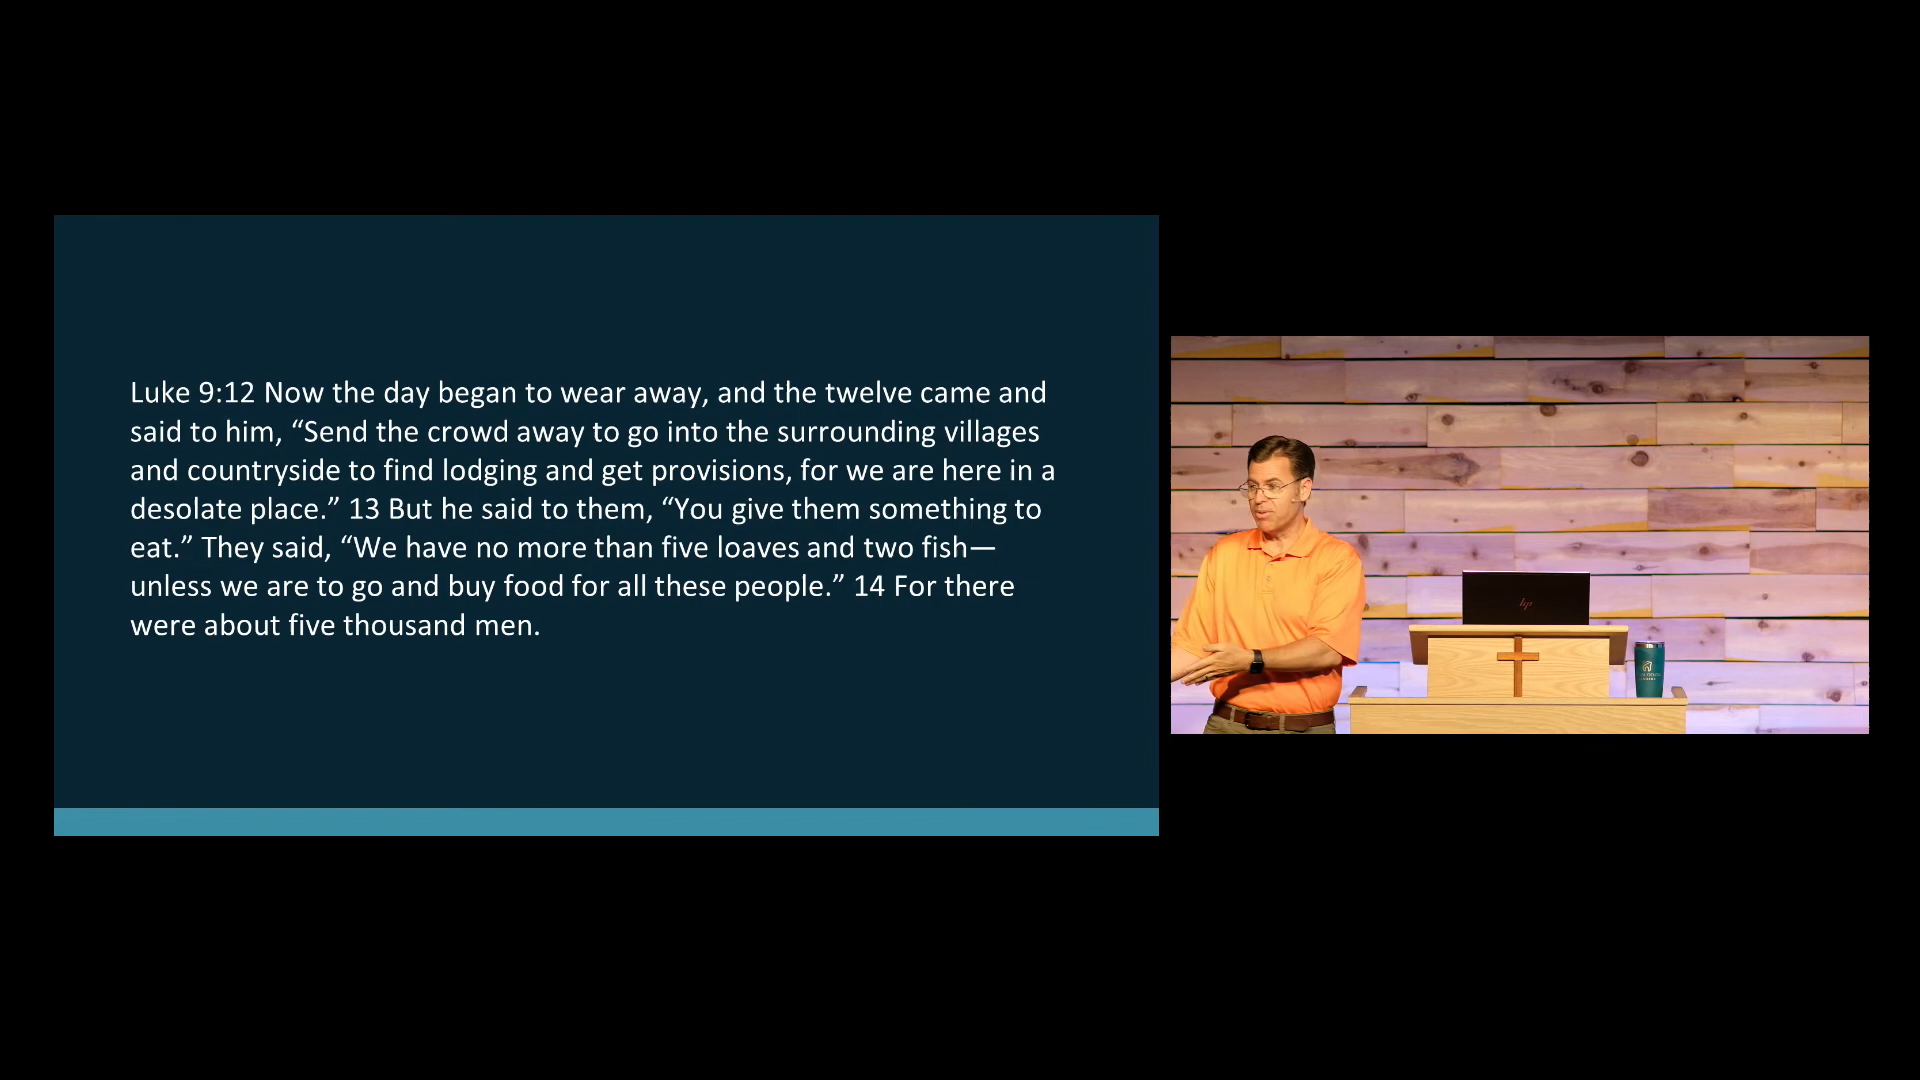 Luke 9:12 Now the day began to wear away, and the twelve came and
said to him, “Send the crowd away to go into the surrounding villages
and countryside to find lodging and get provisions, for we are here in a
desolate place.” 13 But he said to them, “You give them something to
eat.” They said, “We have no more than five loaves and two fish—
unless we are to go and buy food for all these people.” 14 For there
were about five thousand men.
hp